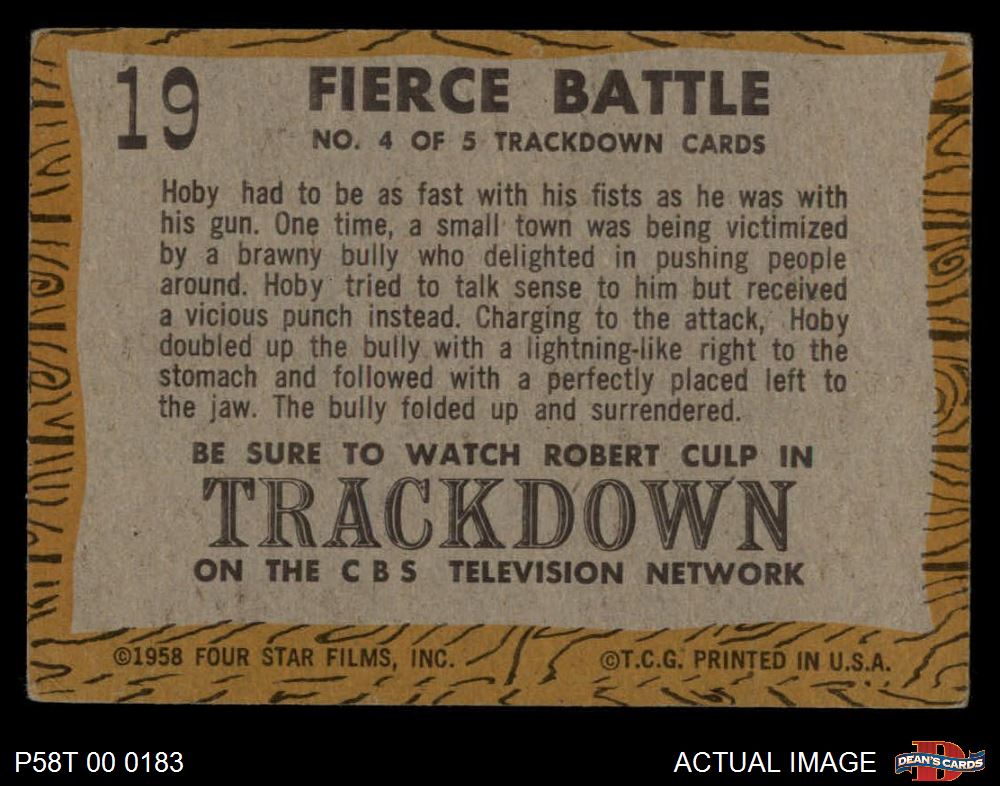 19
FIERCE BATTLE
NO. 4 OF 5 TRACKDOWN CARDS
Hoby had to be as fast with his fists as he was with
his gun. One time, a small town was being victimized
by a brawny bully who delighted in pushing people
around. Hoby tried to talk sense to him but received
a vicious punch instead. Charging to the attack, Hoby
doubled up the bully with a lightning-like right to the
stomach and followed with a perfectly placed left to
the jaw. The bully folded up and surrendered.
BE SURE TO WATCH ROBERT CULP IN
TRACKDOWN
ON THE CBS TELEVISION NETWORK
©1958 FOUR STAR FILMS, INC.
©T.C.G. PRINTED IN U.S.A.
P58T 00 0183
ACTUAL IMAGE
D
DEAN'S CARDS